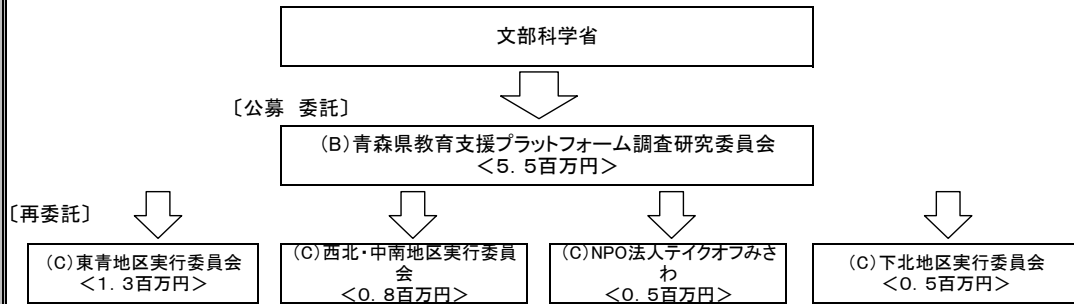 文部科学省
〔公募 委託〕
(B)青森県教育支援プラットフォーム調査研究委員会
＜5．5百万円＞
〔再委託〕
(C)東青地区実行委員会
＜1．3百万円＞
(C)西北・中南地区実行委員
会
＜0．8百万円＞
(C)NPO法人テイクオフみさ
わ
＜0．5百万円＞
(C)下北地区実行委員会
＜0．5百万円＞